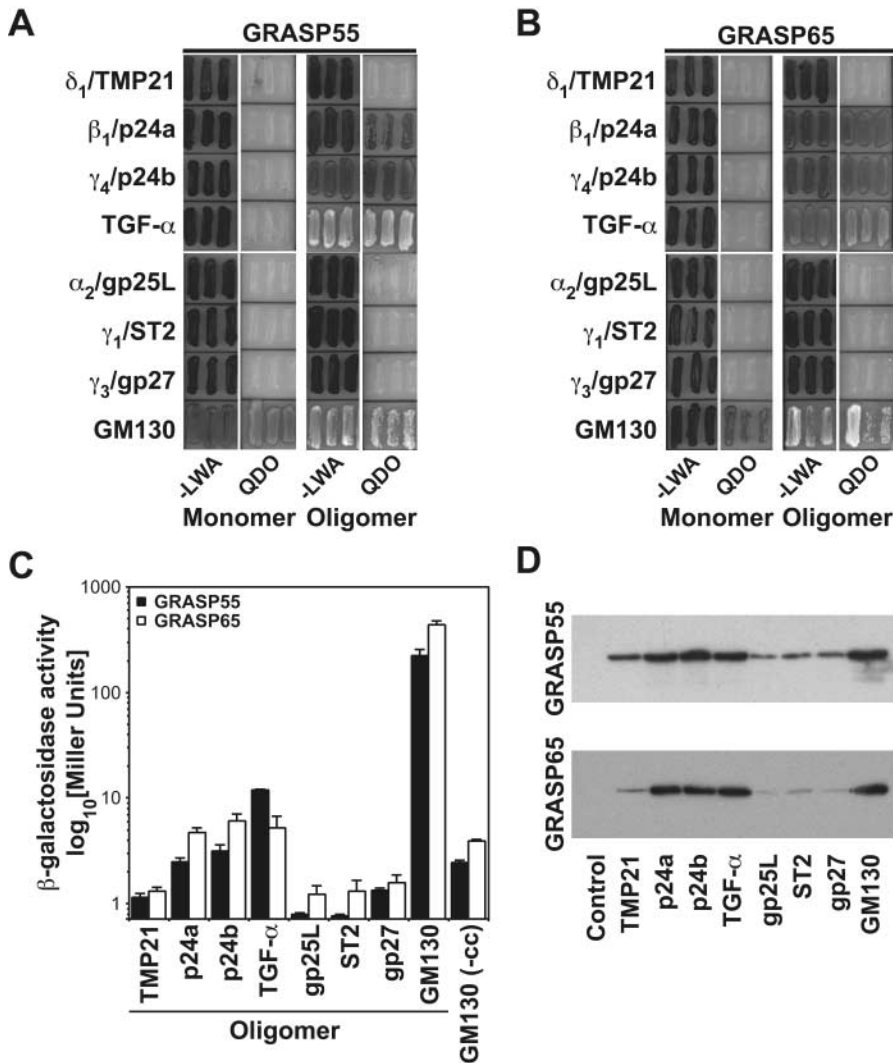 A
GRASP55
δ1/TMP21
β1/p24a
γ4/p24b
TGF-α
α2/gp25L
γ1/ST2
γ3/gp27
GM130
-LWA
QDO
-LWA
QDO
Monomer Oligomer
B
GRASP65
δ1/TMP21
β1/p24a
γ4/p24b
TGF-α
α2/gp25L
γ1/ST2
γ3/gp27
GM130
-LWA
QDO
-LWA
QDO
Monomer Oligomer
C
β-galactosidase activity
log10[Miller Units]
1000
100
10
1
GRASP55
GRASP65
TMP21
p24a
p24b
TGF-α
gp25L
ST2
gp27
GM130
GM130 (-cc)
Oligomer
D
GRASP55
GRASP65
Control
TMP21
p24a
p24b
TGF-α
gp25L
ST2
gp27
GM130